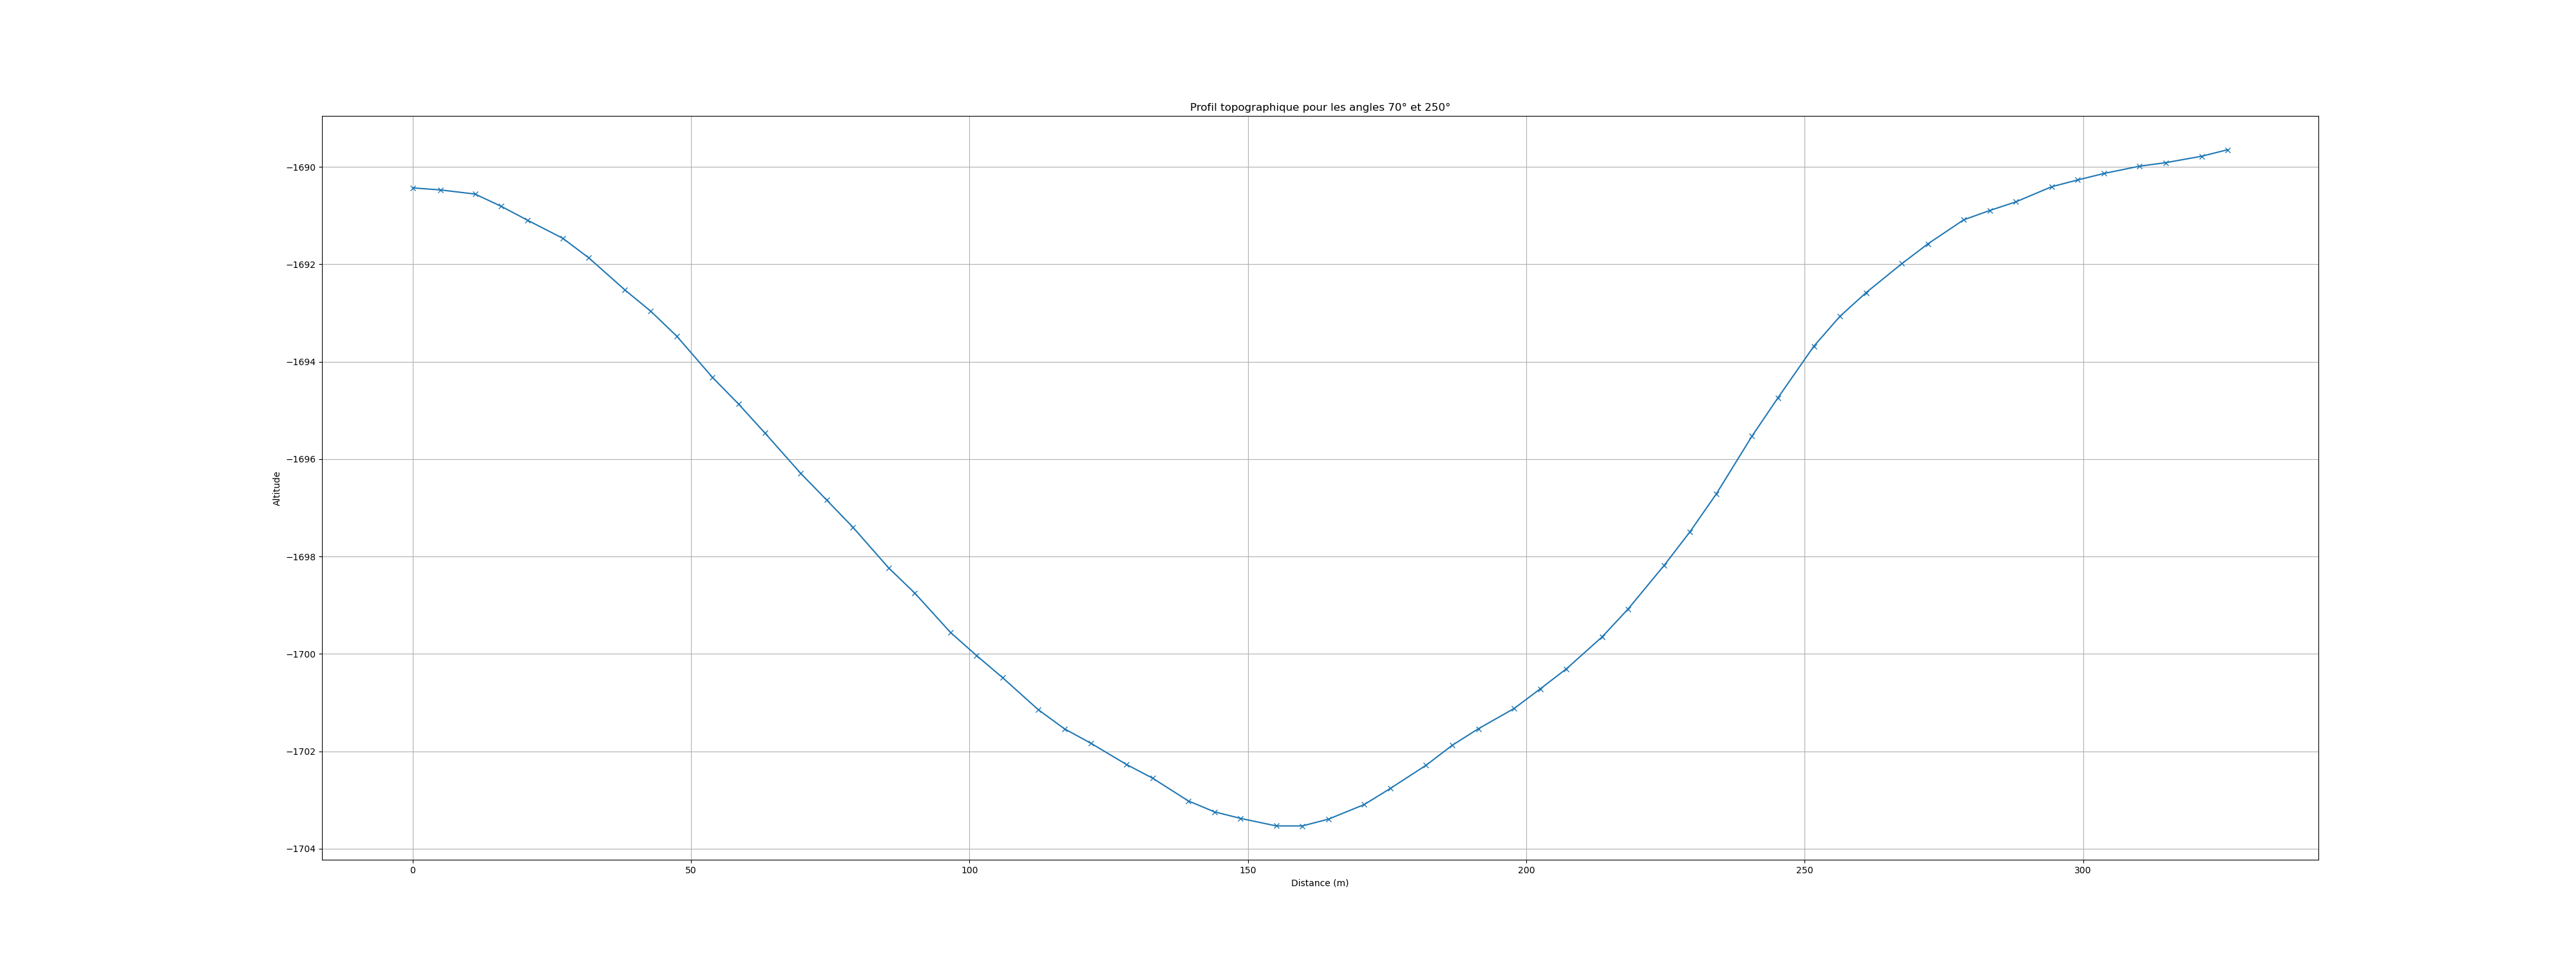 Profil topographique pour les angles 70° et 250°
−1690
−1692
−1694
−1696
−1698
−1700
−1702
−1704
Altitude
0 50 100 150 200 250 300
Distance (m)